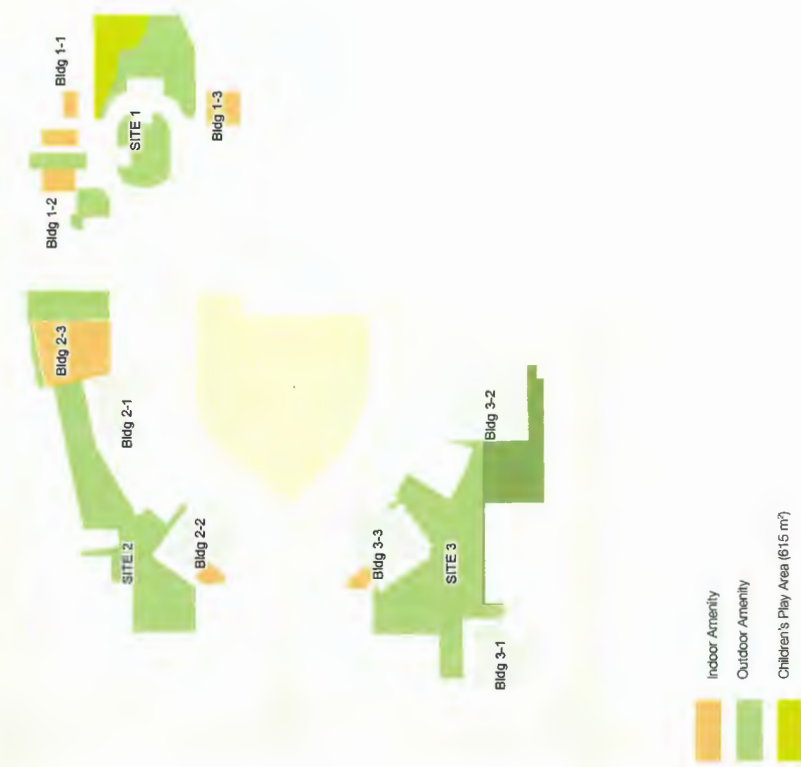 Bldg 1-1
Bldg 1-2
SITE 1
Bldg 1-3
Bldg 2-3
Bldg 2-1
SITE 2
Bldg 2-2
Bldg 3-3
SITE 3
Bldg 3-2
Bldg 3-1
Indoor Amenity
Outdoor Amenity
Children's Play Area (615 m²)